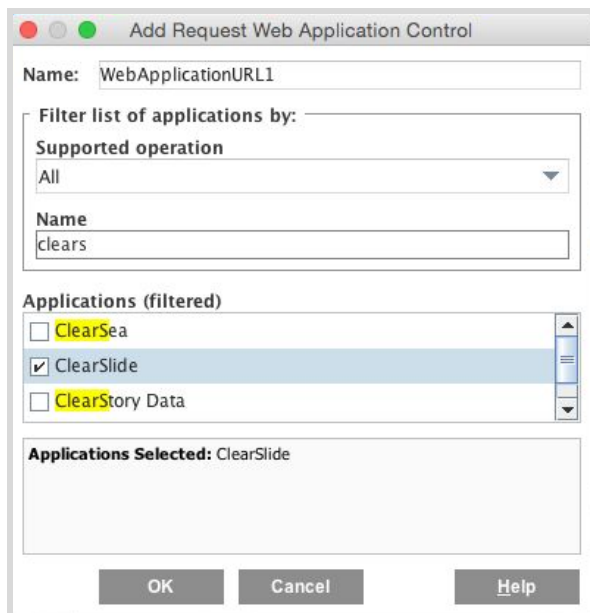 Add Request Web Application Control
Name: WebApplicationURL1
Filter list of applications by:
Supported operation
All
Name
clears
Applications (filtered)
ClearSea
ClearSlide
ClearStory Data
Applications Selected: ClearSlide
OK Cancel Help